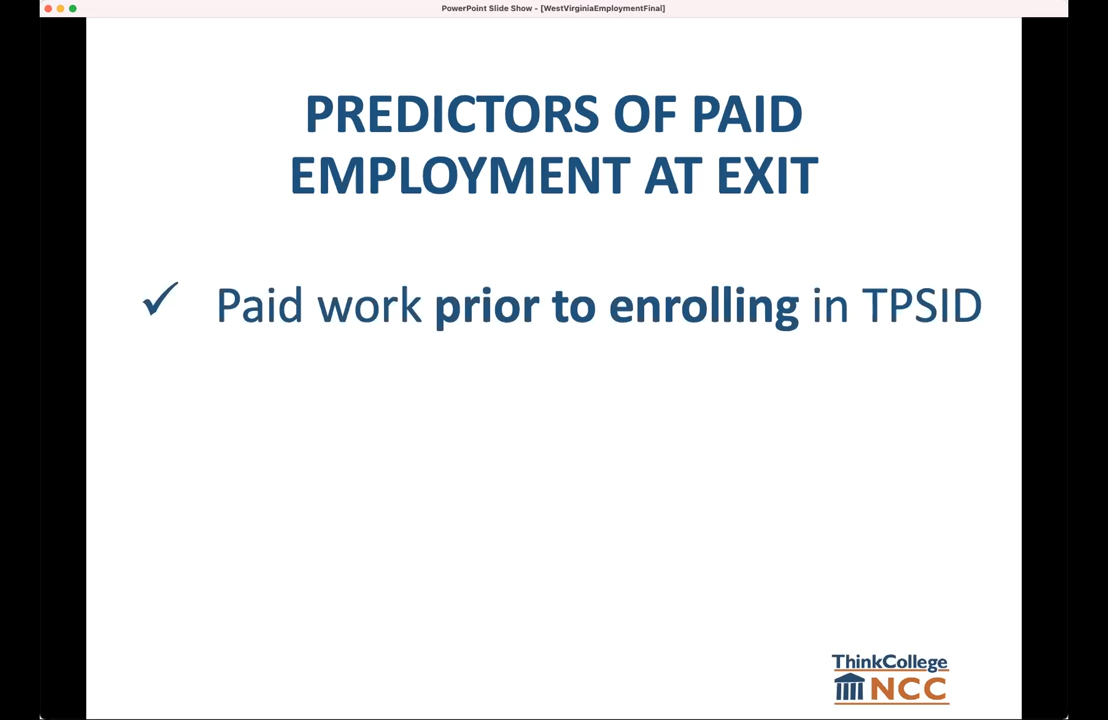 PowerPoint Slide Show - [WestVirginiaEmploymentFinal]
PREDICTORS OF PAID
EMPLOYMENT AT EXIT
✓ Paid work prior to enrolling in TPSID
ThinkCollege
NCC